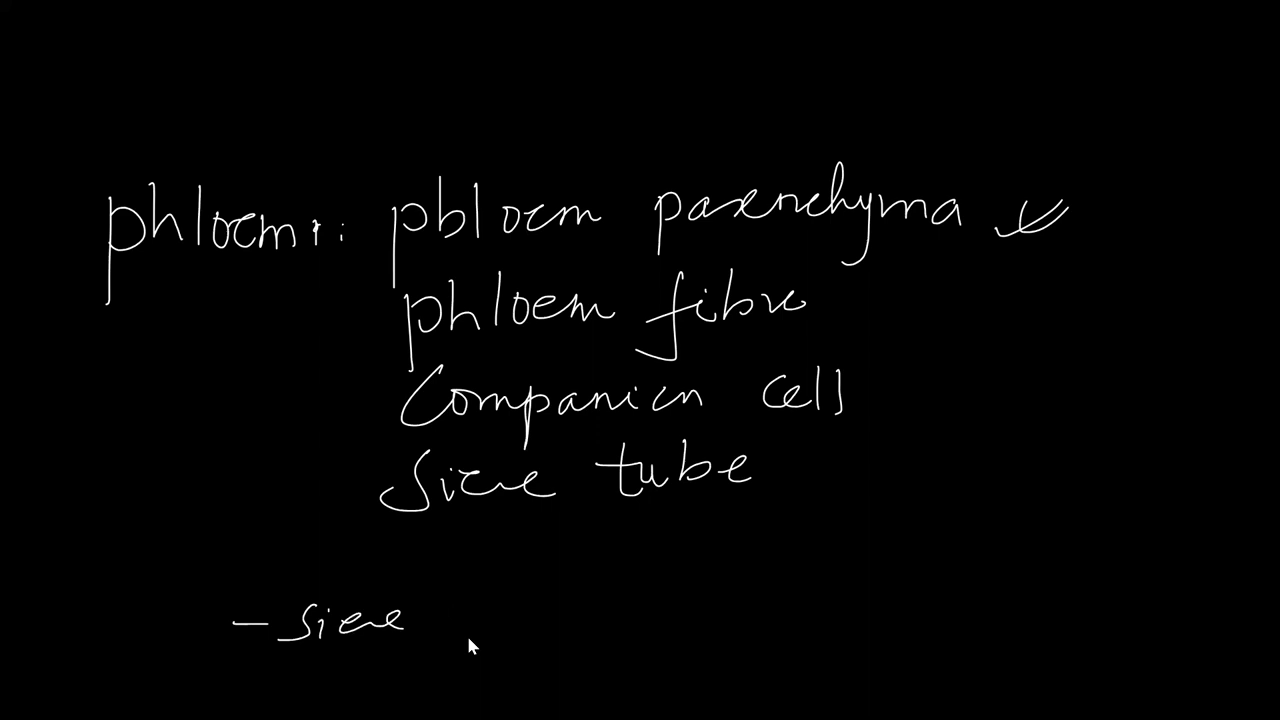 phloem:: phloem parenchyma
phloem fibre
Companion cell
Sieve tube
- Sieve